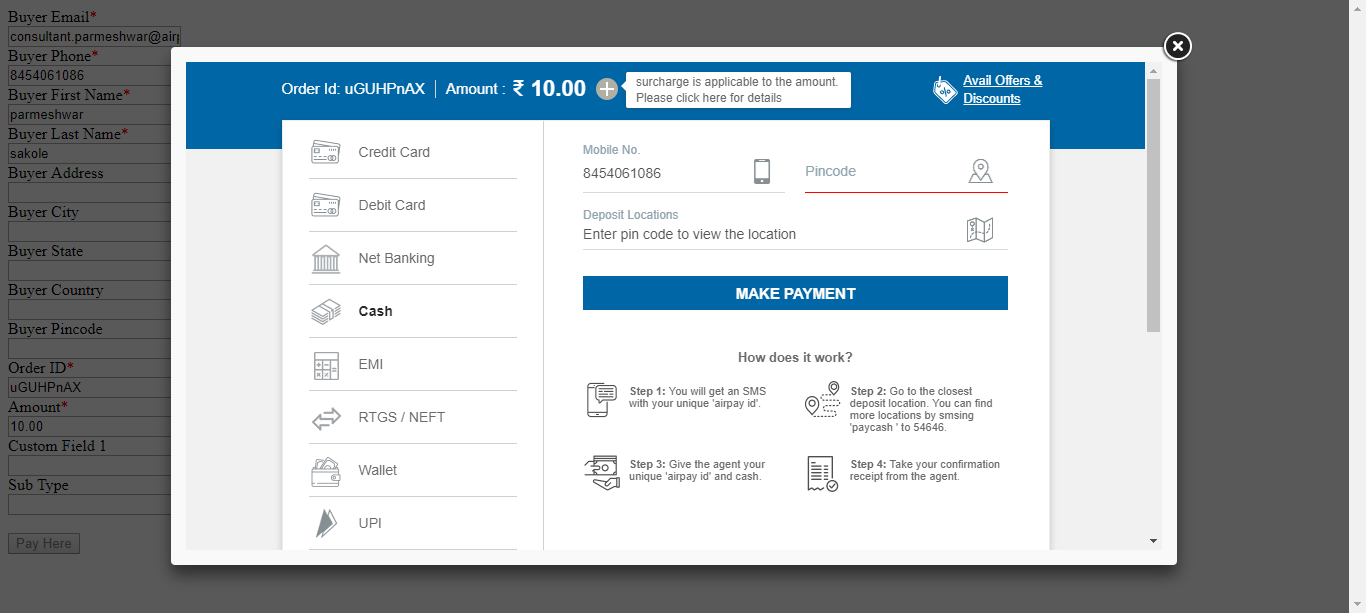 Buyer Email*
consultant.parmeshwar@airp
Buyer Phone*
8454061086
Buyer First Name*
parmeshwar
Buyer Last Name*
sakole
Buyer Address
Buyer City
Buyer State
Buyer Country
Buyer Pincode
Order ID*
uGUHPnAX
Amount*
10.00
Custom Field 1
Sub Type
Pay Here
Order Id: uGUHPnAX
Amount : ₹ 10.00
surcharge is applicable to the amount.
Please click here for details
Avail Offers &
Discounts
Credit Card
Debit Card
Net Banking
Cash
EMI
RTGS / NEFT
Wallet
UPI
Mobile No.
8454061086
Pincode
Deposit Locations
Enter pin code to view the location
MAKE PAYMENT
How does it work?
Step 1: You will get an SMS
with your unique 'airpay id'.
Step 2: Go to the closest
deposit location. You can find
more locations by smsing
'paycash ' to 54646.
Step 3: Give the agent your
unique 'airpay id' and cash.
Step 4: Take your confirmation
receipt from the agent.